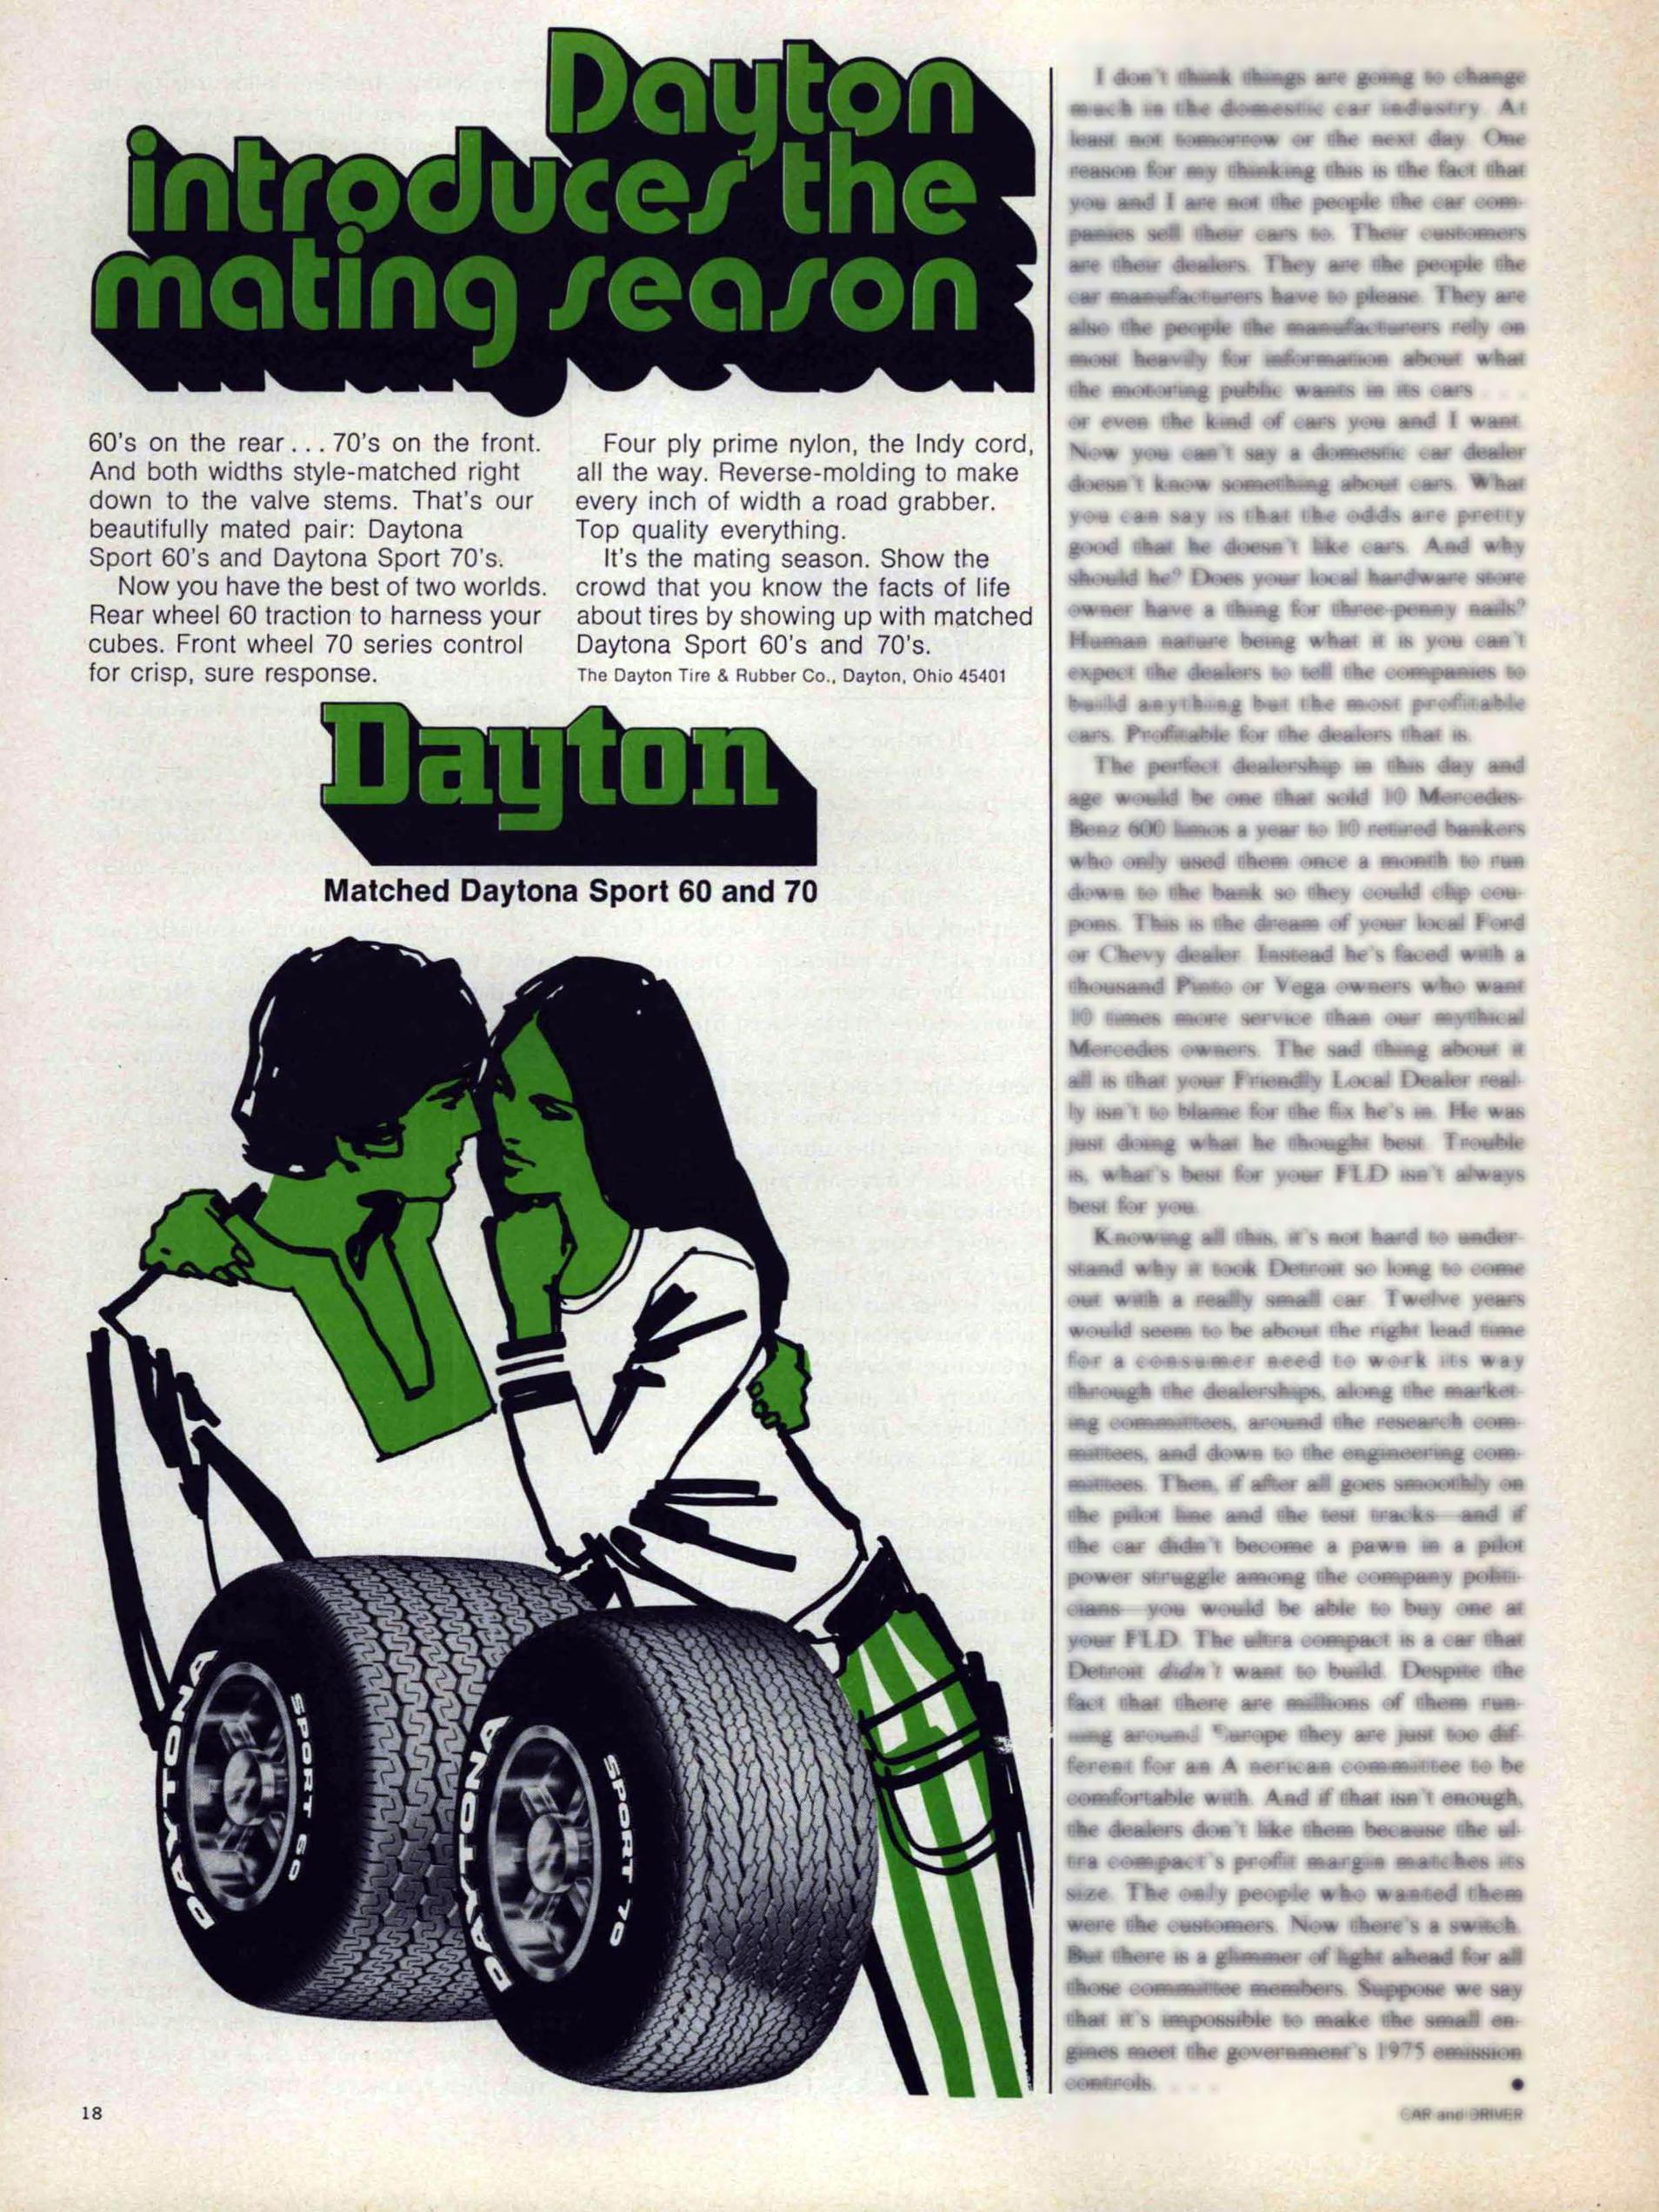 Dayton
introduces the
mating season
60's on the rear . . . 70's on the front.
And both widths style-matched right
down to the valve stems. That's our
beautifully mated pair: Daytona
Sport 60's and Daytona Sport 70's.
Now you have the best of two worlds.
Rear wheel 60 traction to harness your
cubes. Front wheel 70 series control
for crisp, sure response.
Four ply prime nylon, the Indy cord,
all the way. Reverse-molding to make
every inch of width a road grabber.
Top quality everything.
It's the mating season. Show the
crowd that you know the facts of life
about tires by showing up with matched
Daytona Sport 60's and 70's.
The Dayton Tire & Rubber Co., Dayton, Ohio 45401
Dayton
Matched Daytona Sport 60 and 70
DAYTONA
SPORT 60
DAYTONA
SPORT 70
I don't think things are going to change
much in the domestic car industry. At
least not tomorrow or the next day. One
reason for my thinking this is the fact that
you and I are not the people the car com-
panies sell their cars to. Their customers
are their dealers. They are the people the
car manufacturers have to please. They are
also the people the manufacturers rely on
most heavily for information about what
the motoring public wants in its cars . . .
or even the kind of cars you and I want.
Now you can't say a domestic car dealer
doesn't know something about cars. What
you can say is that the odds are pretty
good that he doesn't like cars. And why
should he? Does your local hardware store
owner have a thing for three-penny nails?
Human nature being what it is you can't
expect the dealers to tell the companies to
build anything but the most profitable
cars. Profitable for the dealers that is.
The perfect dealership in this day and
age would be one that sold 10 Mercedes-
Benz 600 limos a year to 10 retired bankers
who only used them once a month to run
down to the bank so they could clip cou-
pons. This is the dream of your local Ford
or Chevy dealer. Instead he's faced with a
thousand Pinto or Vega owners who want
10 times more service than our mythical
Mercedes owners. The sad thing about it
all is that your Friendly Local Dealer real-
ly isn't to blame for the fix he's in. He was
just doing what he thought best. Trouble
is, what's best for your FLD isn't always
best for you.
Knowing all this, it's not hard to under-
stand why it took Detroit so long to come
out with a really small car. Twelve years
would seem to be about the right lead time
for a consumer need to work its way
through the dealerships, along the market-
ing committees, around the research com-
mittees, and down to the engineering com-
mittees. Then, if after all goes smoothly on
the pilot line and the test tracks—and if
the car didn't become a pawn in a pilot
power struggle among the company politi-
cians—you would be able to buy one at
your FLD. The ultra compact is a car that
Detroit didn't want to build. Despite the
fact that there are millions of them run-
ning around Europe they are just too dif-
ferent for an A nerican committee to be
comfortable with. And if that isn't enough,
the dealers don't like them because the ul-
tra compact's profit margin matches its
size. The only people who wanted them
were the customers. Now there's a switch.
But there is a glimmer of light ahead for all
those committee members. Suppose we say
that it's impossible to make the small en-
gines meet the government's 1975 emission
controls. . . .
18
CAR and DRIVER